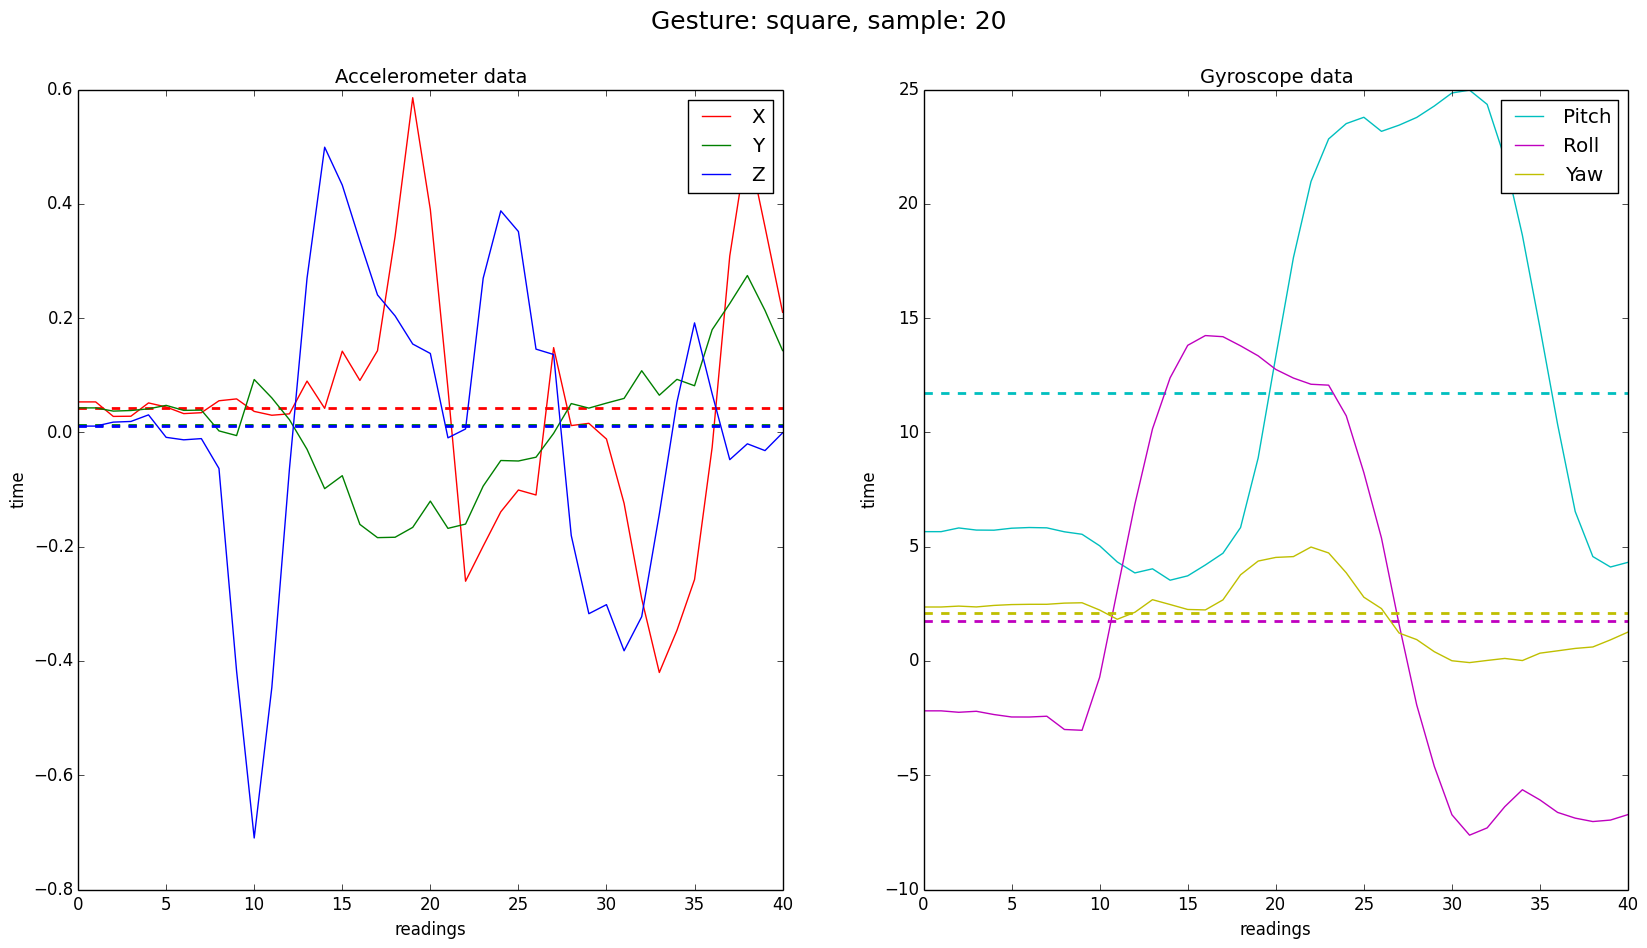 Gesture: square, sample: 20
Accelerometer data
0.6
0.4
0.2
0.0
−0.2
−0.4
−0.6
−0.8
time
X
Y
Z
0 5 10 15 20 25 30 35 40
readings
Gyroscope data
25
20
15
10
5
0
−5
−10
time
Pitch
Roll
Yaw
0 5 10 15 20 25 30 35 40
readings